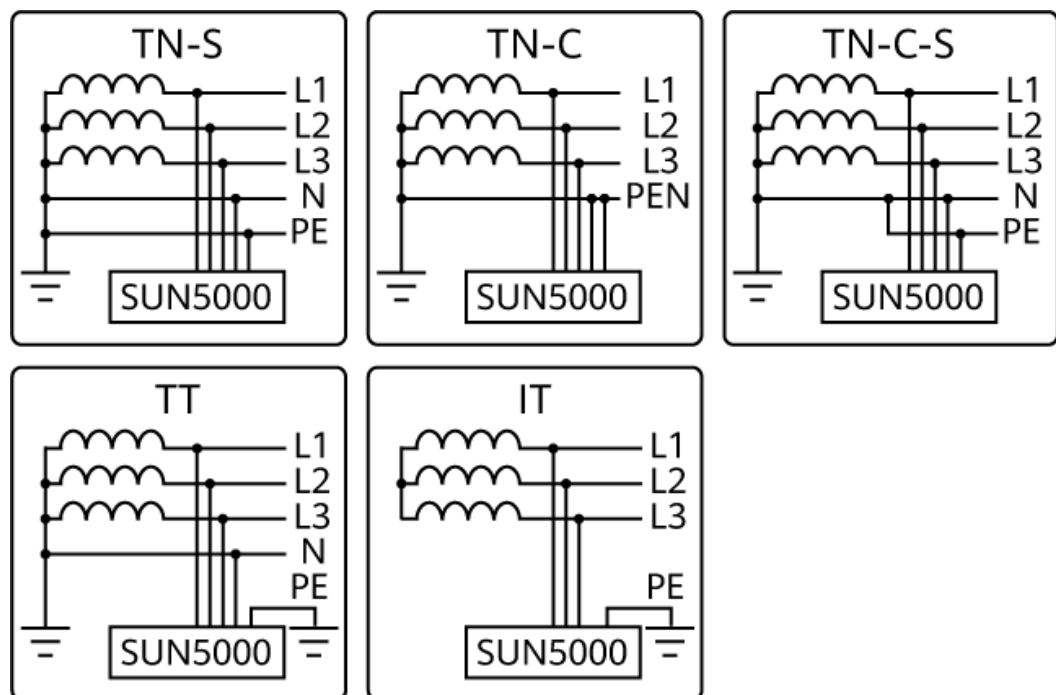 TN-S
L1
L2
L3
N
PE
SUN5000
TN-C
L1
L2
L3
PEN
SUN5000
TN-C-S
L1
L2
L3
N
PE
SUN5000
TT
L1
L2
L3
N
PE
SUN5000
IT
L1
L2
L3
PE
SUN5000